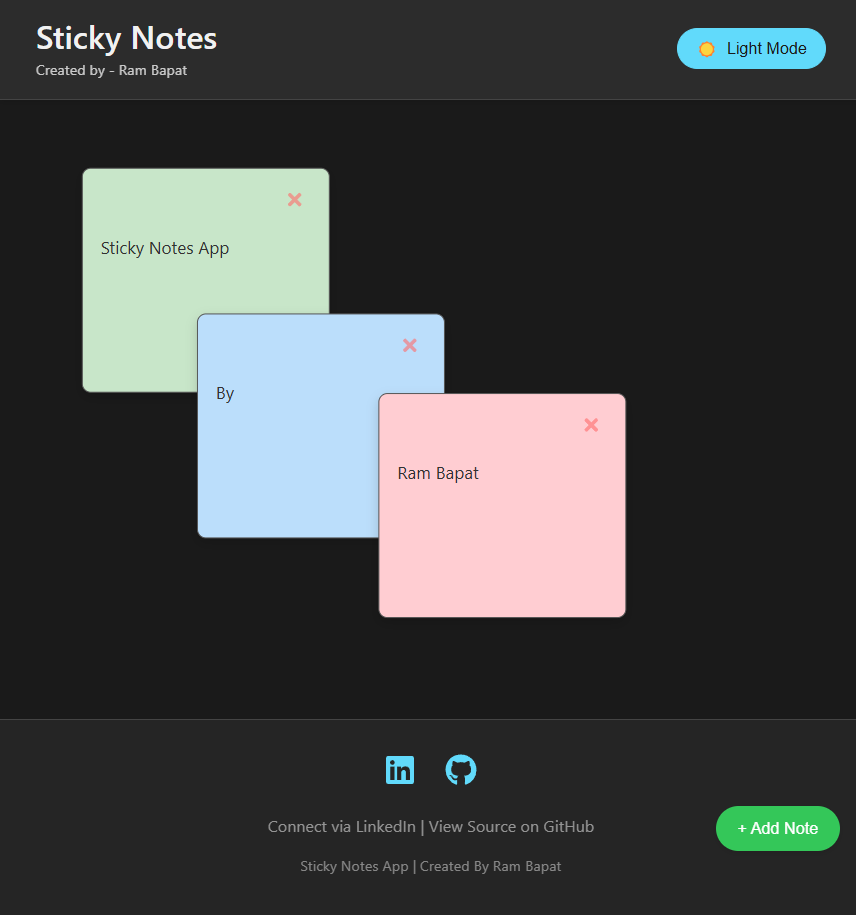 Sticky Notes
Created by - Ram Bapat
Light Mode
Sticky Notes App
By
Ram Bapat
in
Connect via LinkedIn | View Source on GitHub
+ Add Note
Sticky Notes App | Created By Ram Bapat